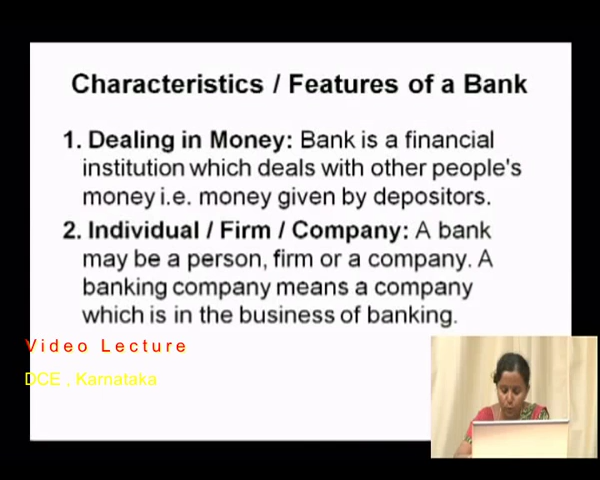 Characteristics / Features of a Bank
1. Dealing in Money: Bank is a financial
institution which deals with other people's
money i.e. money given by depositors.
2. Individual / Firm / Company: A bank
may be a person, firm or a company. A
banking company means a company
which is in the business of banking.
Video Lecture
DCE , Karnataka